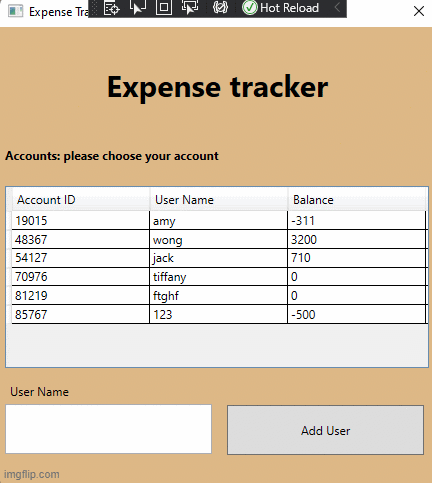 Expense Tra
Hot Reload
Expense tracker
Accounts: please choose your account
Account ID User Name Balance
19015 amy -311
48367 wong 3200
54127 jack 710
70976 tiffany 0
81219 ftghf 0
85767 123 -500
User Name
Add User
imgflip.com